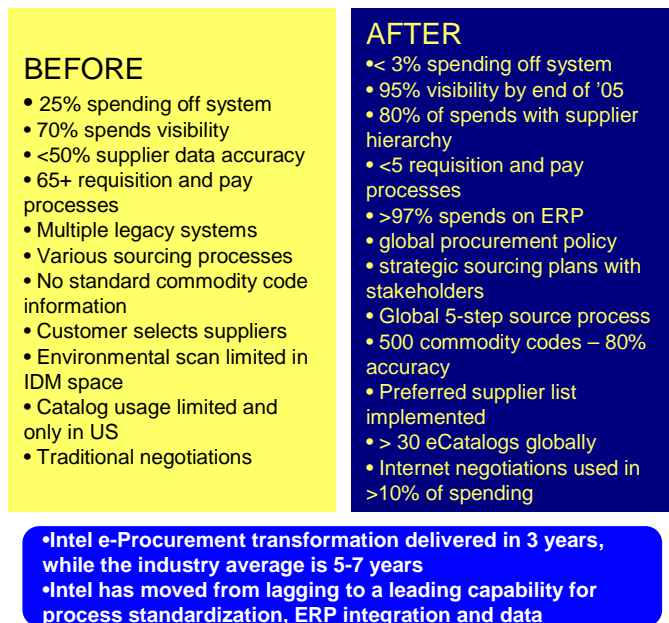 BEFORE
• 25% spending off system
• 70% spends visibility
• <50% supplier data accuracy
• 65+ requisition and pay
processes
• Multiple legacy systems
• Various sourcing processes
• No standard commodity code
information
• Customer selects suppliers
• Environmental scan limited in
IDM space
• Catalog usage limited and
only in US
• Traditional negotiations
AFTER
•< 3% spending off system
• 95% visibility by end of ’05
• 80% of spends with supplier
hierarchy
• <5 requisition and pay
processes
• >97% spends on ERP
• global procurement policy
• strategic sourcing plans with
stakeholders
• Global 5-step source process
• 500 commodity codes – 80%
accuracy
• Preferred supplier list
implemented
• > 30 eCatalogs globally
• Internet negotiations used in
>10% of spending
•Intel e-Procurement transformation delivered in 3 years,
while the industry average is 5-7 years
•Intel has moved from lagging to a leading capability for
process standardization, ERP integration and data